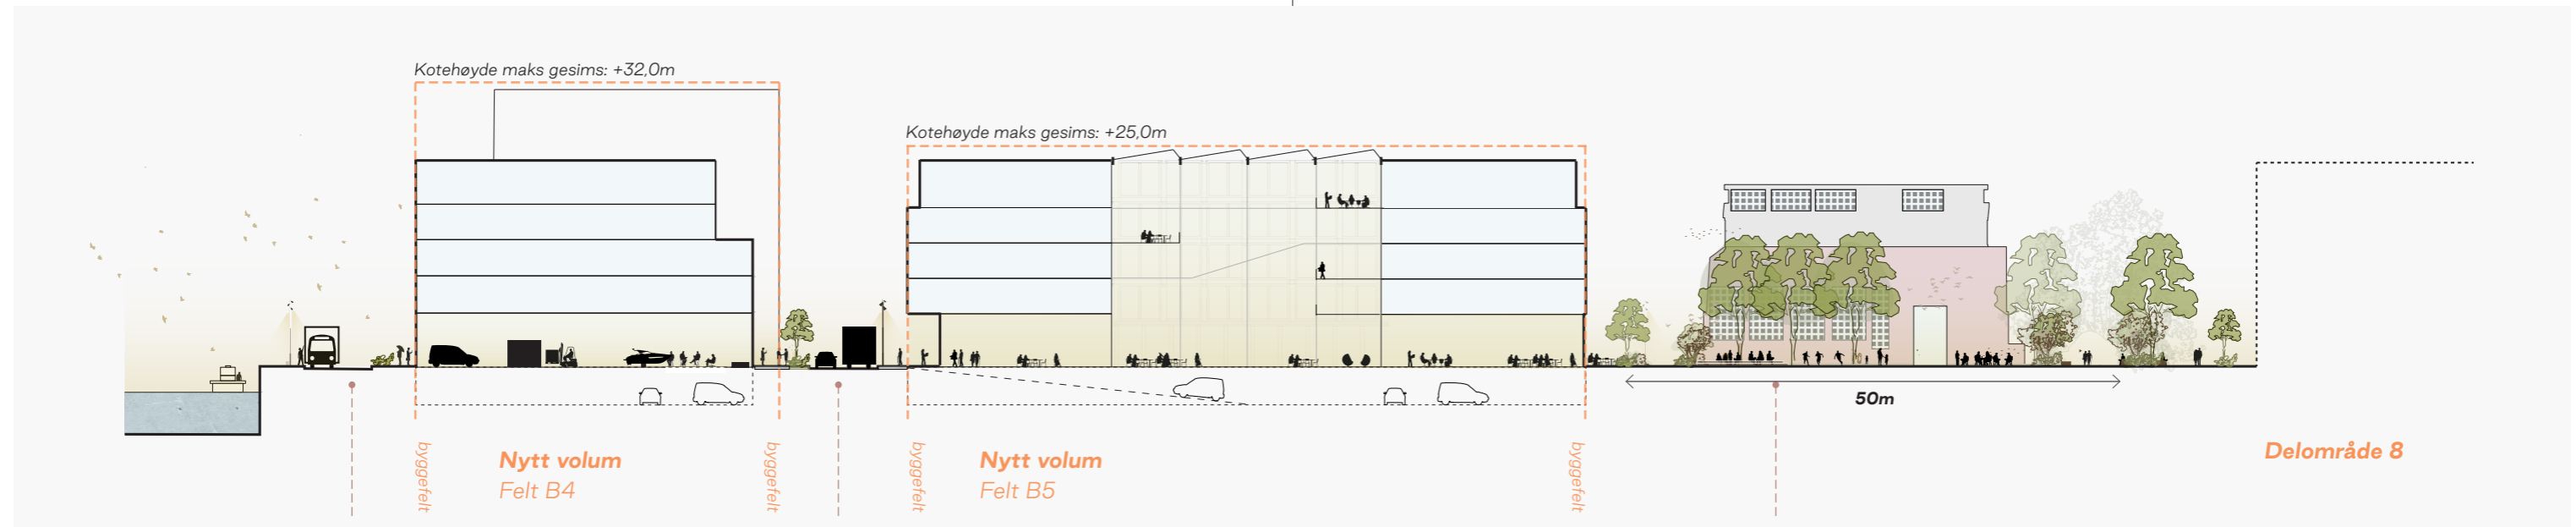 Kotehøyde maks gesims: +32,0m
Kotehøyde maks gesims: +25,0m
50m
byggefelt
Nytt volum
Felt B4
byggefelt
byggefelt
Nytt volum
Felt B5
byggefelt
Delområde 8